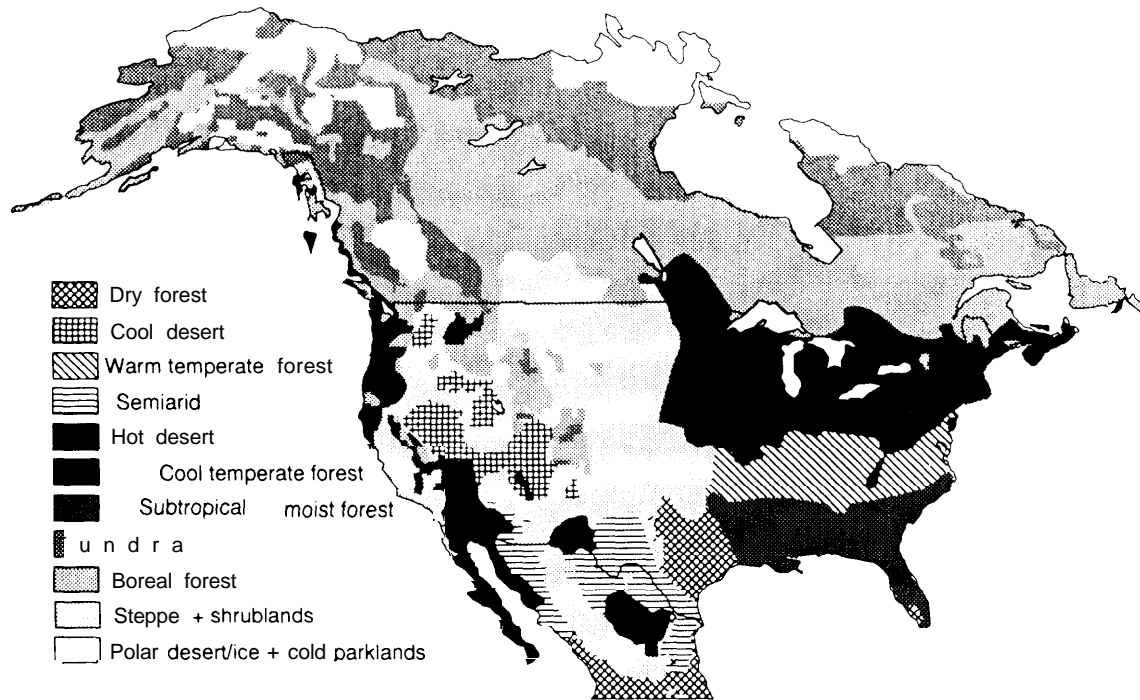 Dry forest
Cool desert
Warm temperate forest
Semiarid
Hot desert
Cool temperate forest
Subtropical moist forest
u n d r a
Boreal forest
Steppe + shrublands
Polar desert/ice + cold parklands